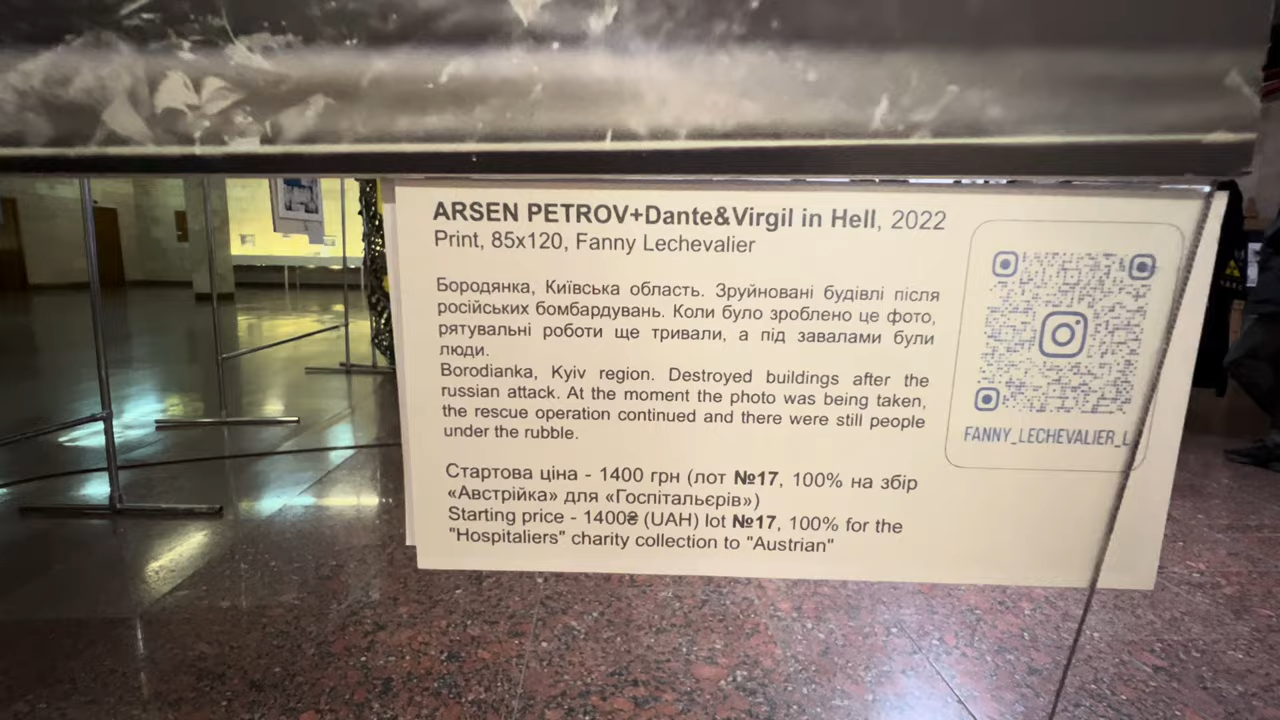 ARSEN PETROV+Dante&Virgil in Hell, 2022
Print, 85x120, Fanny Lechevalier
Бородянка, Київська область. Зруйновані будівлі після
російських бомбардувань. Коли було зроблено це фото,
рятувальні роботи ще тривали, а під завалами були
люди.
Borodianka, Kyiv region. Destroyed buildings after the
russian attack. At the moment the photo was being taken,
the rescue operation continued and there were still people
under the rubble.
Стартова ціна - 1400 грн (лот №17, 100% на збір
«Австрійка» для «Госпітальєрів»)
Starting price - 1400₴ (UAH) lot №17, 100% for the
"Hospitaliers" charity collection to "Austrian"
FANNY_LECHEVALIER_L